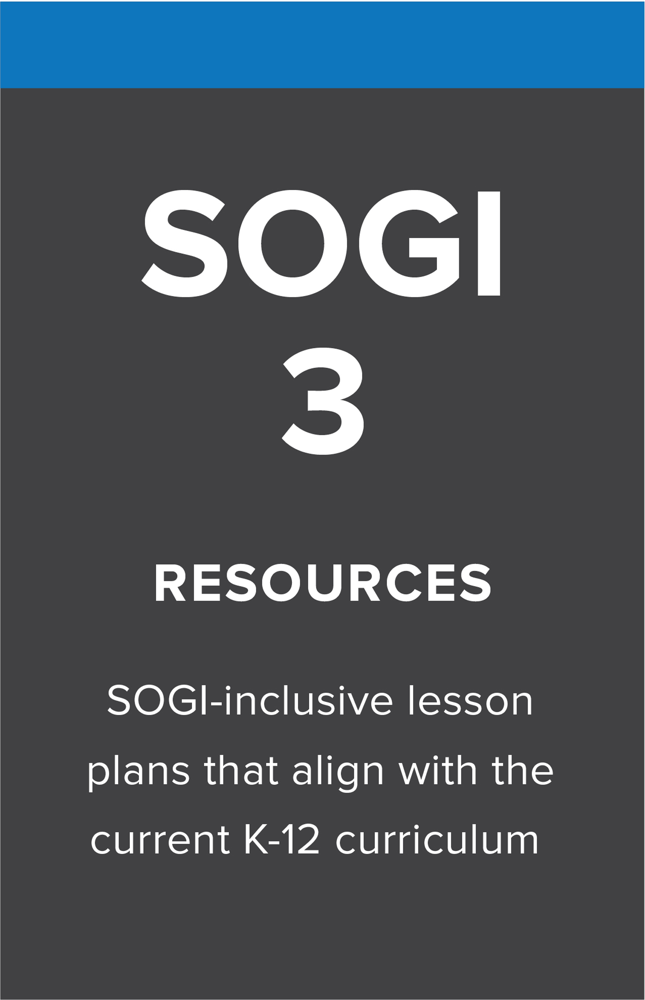 SOGI
3
RESOURCES
SOGI-inclusive lesson
plans that align with the
current K-12 curriculum